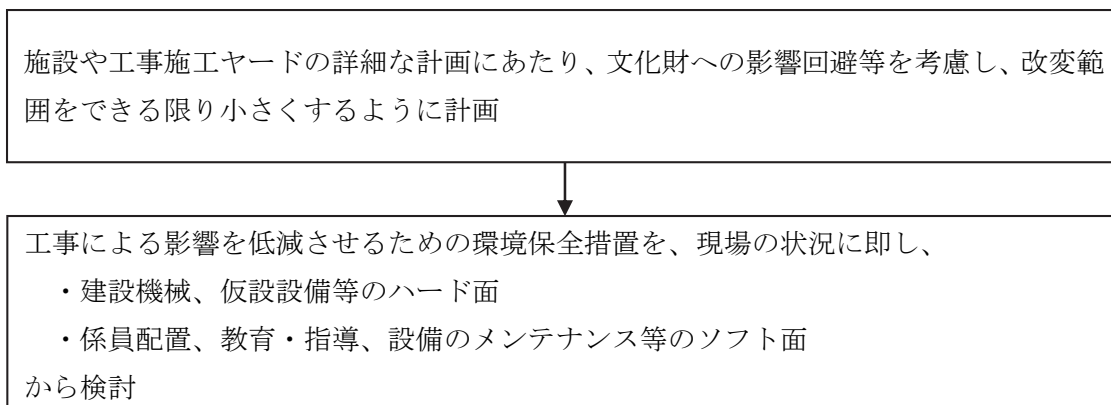 施設や工事施工ヤードの詳細な計画にあたり、文化財への影響回避等を考慮し、改変範
囲をできる限り小さくするように計画
工事による影響を低減させるための環境保全措置を、現場の状況に即し、
・建設機械、仮設設備等のハード面
・係員配置、教育・指導、設備のメンテナンス等のソフト面
から検討